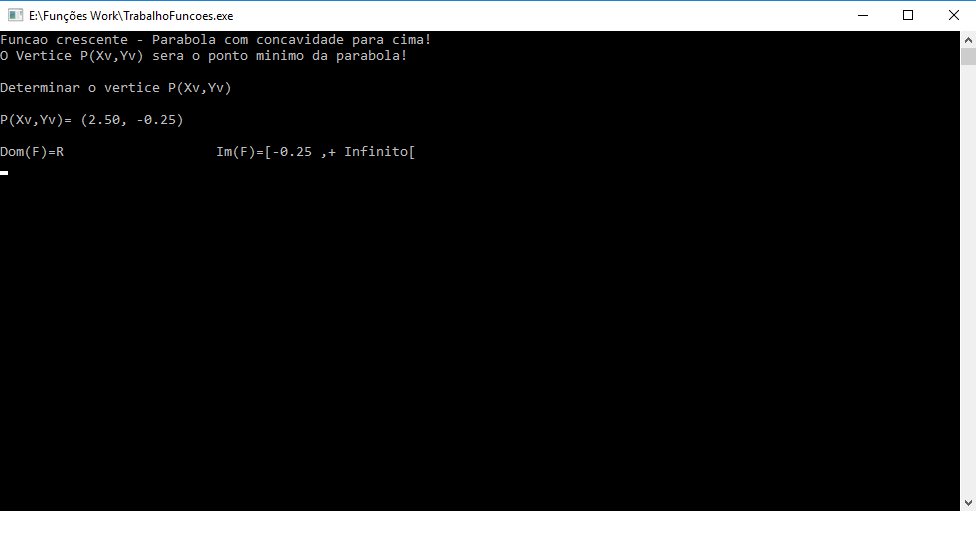 E:\Funções Work\TrabalhoFuncoes.exe
Funcao crescente - Parabola com concavidade para cima!
O Vertice P(Xv,Yv) sera o ponto minimo da parabola!
Determinar o vertice P(Xv,Yv)
P(Xv,Yv)= (2.50, -0.25)
Dom(F)=R                   Im(F)=[-0.25 ,+ Infinito[